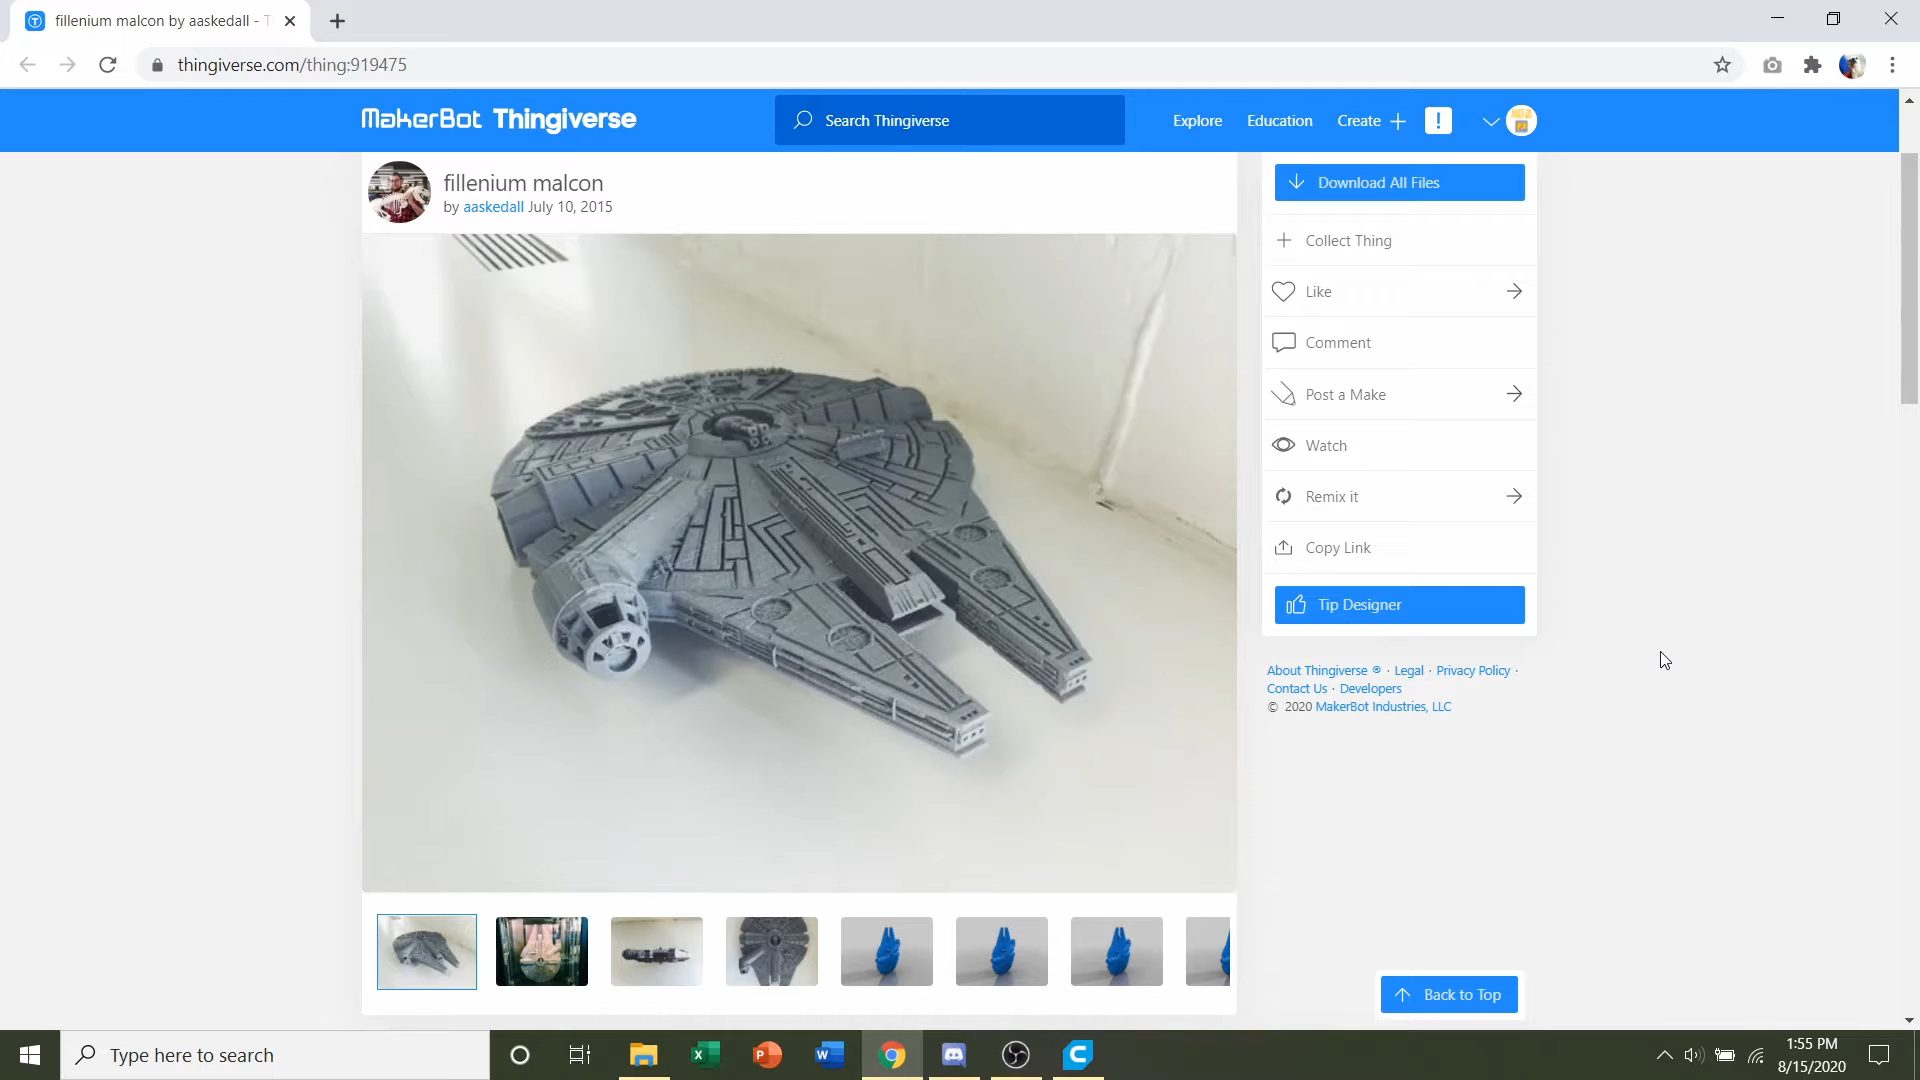 fillenium malcon by aaskedall - T
thingiverse.com/thing:919475
MakerBot Thingiverse
Search Thingiverse
Explore
Education
Create
fillenium malcon
by aaskedall July 10, 2015
Download All Files
Collect Thing
Like
Comment
Post a Make
Watch
Remix it
Copy Link
Tip Designer
About Thingiverse ® · Legal · Privacy Policy ·
Contact Us · Developers
© 2020 MakerBot Industries, LLC
Back to Top
Type here to search
1:55 PM
8/15/2020